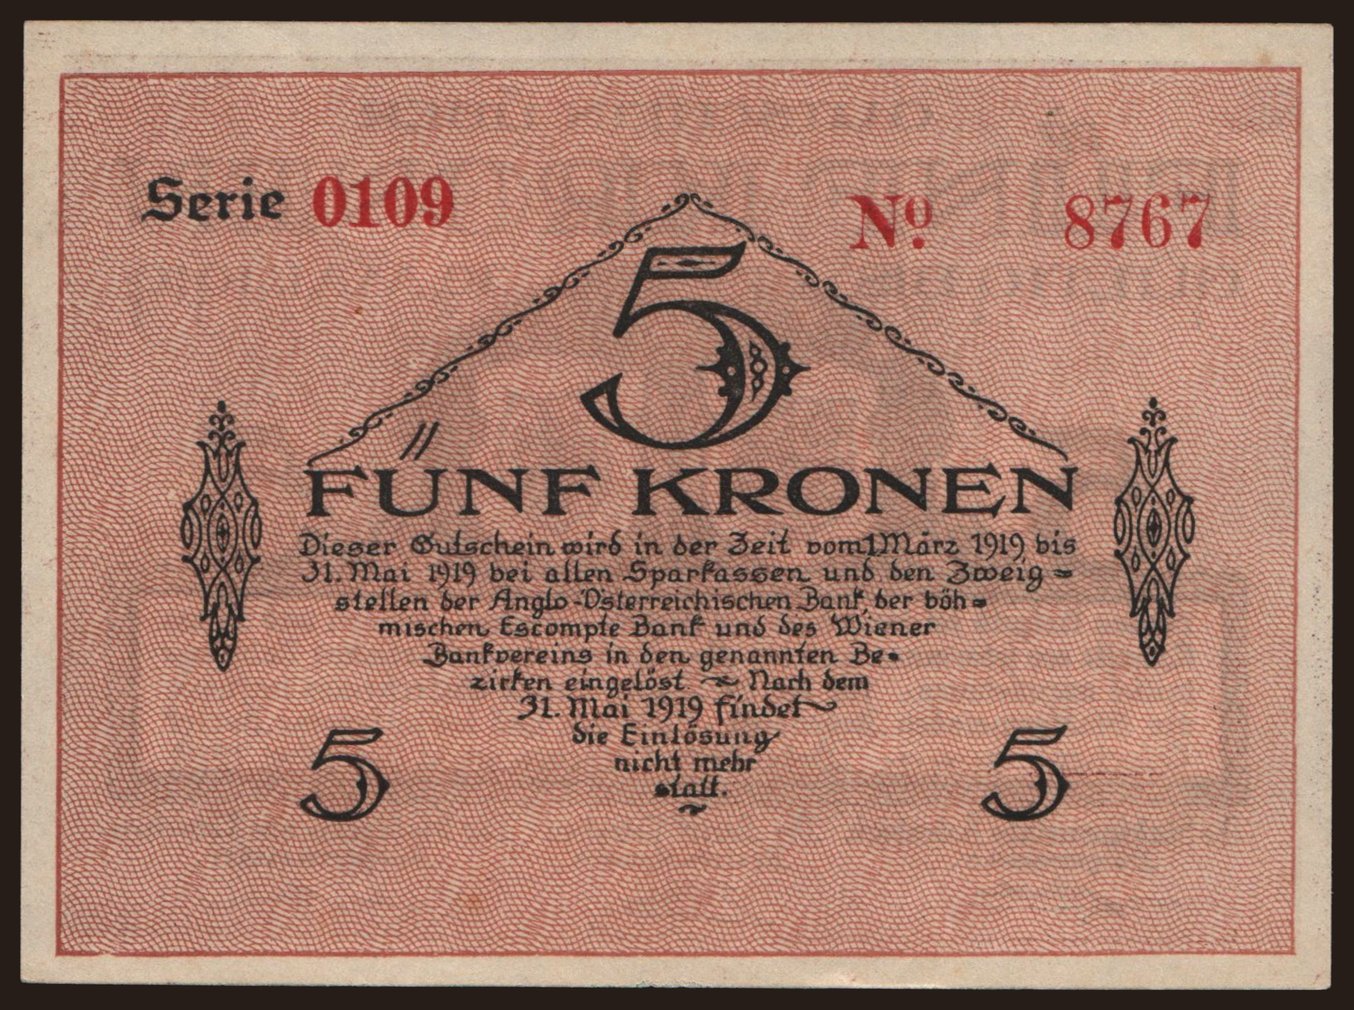 Serie 0109
No. 8767
5
FÜNF KRONEN
Dieser Gutschein wird in der Zeit vom 1. März 1919 bis
31. Mai 1919 bei allen Sparkassen und den Zweig=
stellen der Anglo-Österreichischen Bank, der böh=
mischen Escompte Bank und des Wiener
Bankvereins in den genannten Be=
zirken eingelöst ~ Nach dem
31. Mai 1919 findet
die Einlösung
nicht mehr
statt.
5 5